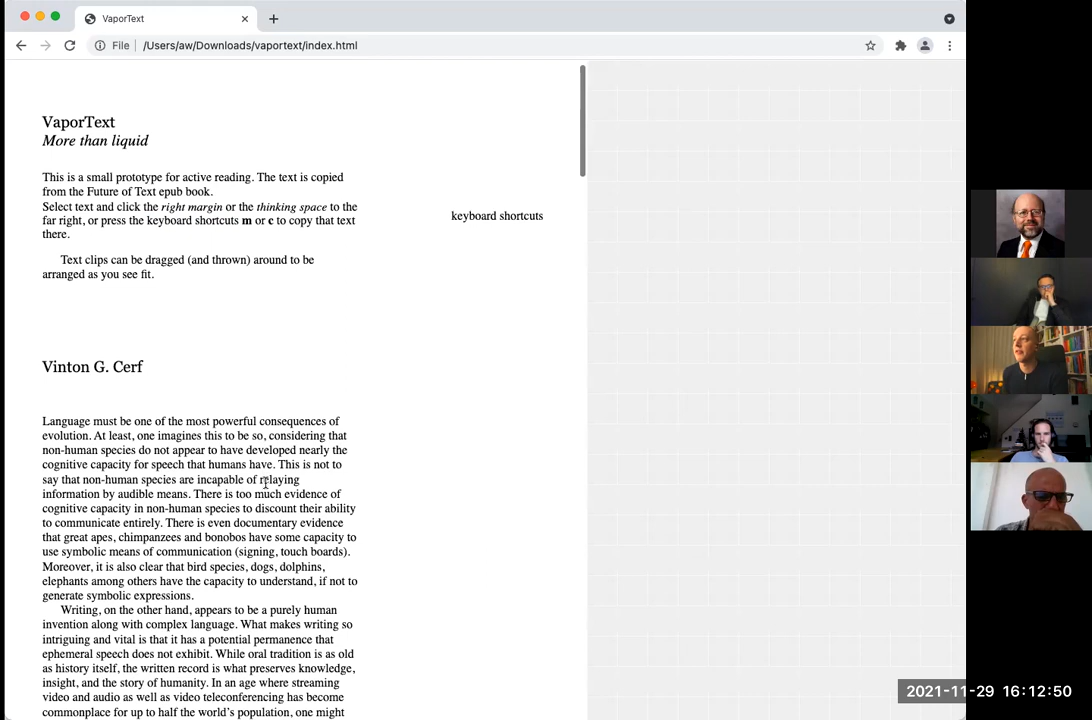 VaporText
File
/Users/aw/Downloads/vaportext/index.html
VaporText
More than liquid
This is a small prototype for active reading. The text is copied
from the Future of Text epub book.
Select text and click the right margin or the thinking space to the
far right, or press the keyboard shortcuts m or c to copy that text
there.
keyboard shortcuts
Text clips can be dragged (and thrown) around to be
arranged as you see fit.
Vinton G. Cerf
Language must be one of the most powerful consequences of
evolution. At least, one imagines this to be so, considering that
non-human species do not appear to have developed nearly the
cognitive capacity for speech that humans have. This is not to
say that non-human species are incapable of relaying
information by audible means. There is too much evidence of
cognitive capacity in non-human species to discount their ability
to communicate entirely. There is even documentary evidence
that great apes, chimpanzees and bonobos have some capacity to
use symbolic means of communication (signing, touch boards).
Moreover, it is also clear that bird species, dogs, dolphins,
elephants among others have the capacity to understand, if not to
generate symbolic expressions.
Writing, on the other hand, appears to be a purely human
invention along with complex language. What makes writing so
intriguing and vital is that it has a potential permanence that
ephemeral speech does not exhibit. While oral tradition is as old
as history itself, the written record is what preserves knowledge,
insight, and the story of humanity. In an age where streaming
video and audio as well as video teleconferencing has become
commonplace for up to half the world's population, one might
2021-11-29 16:12:50